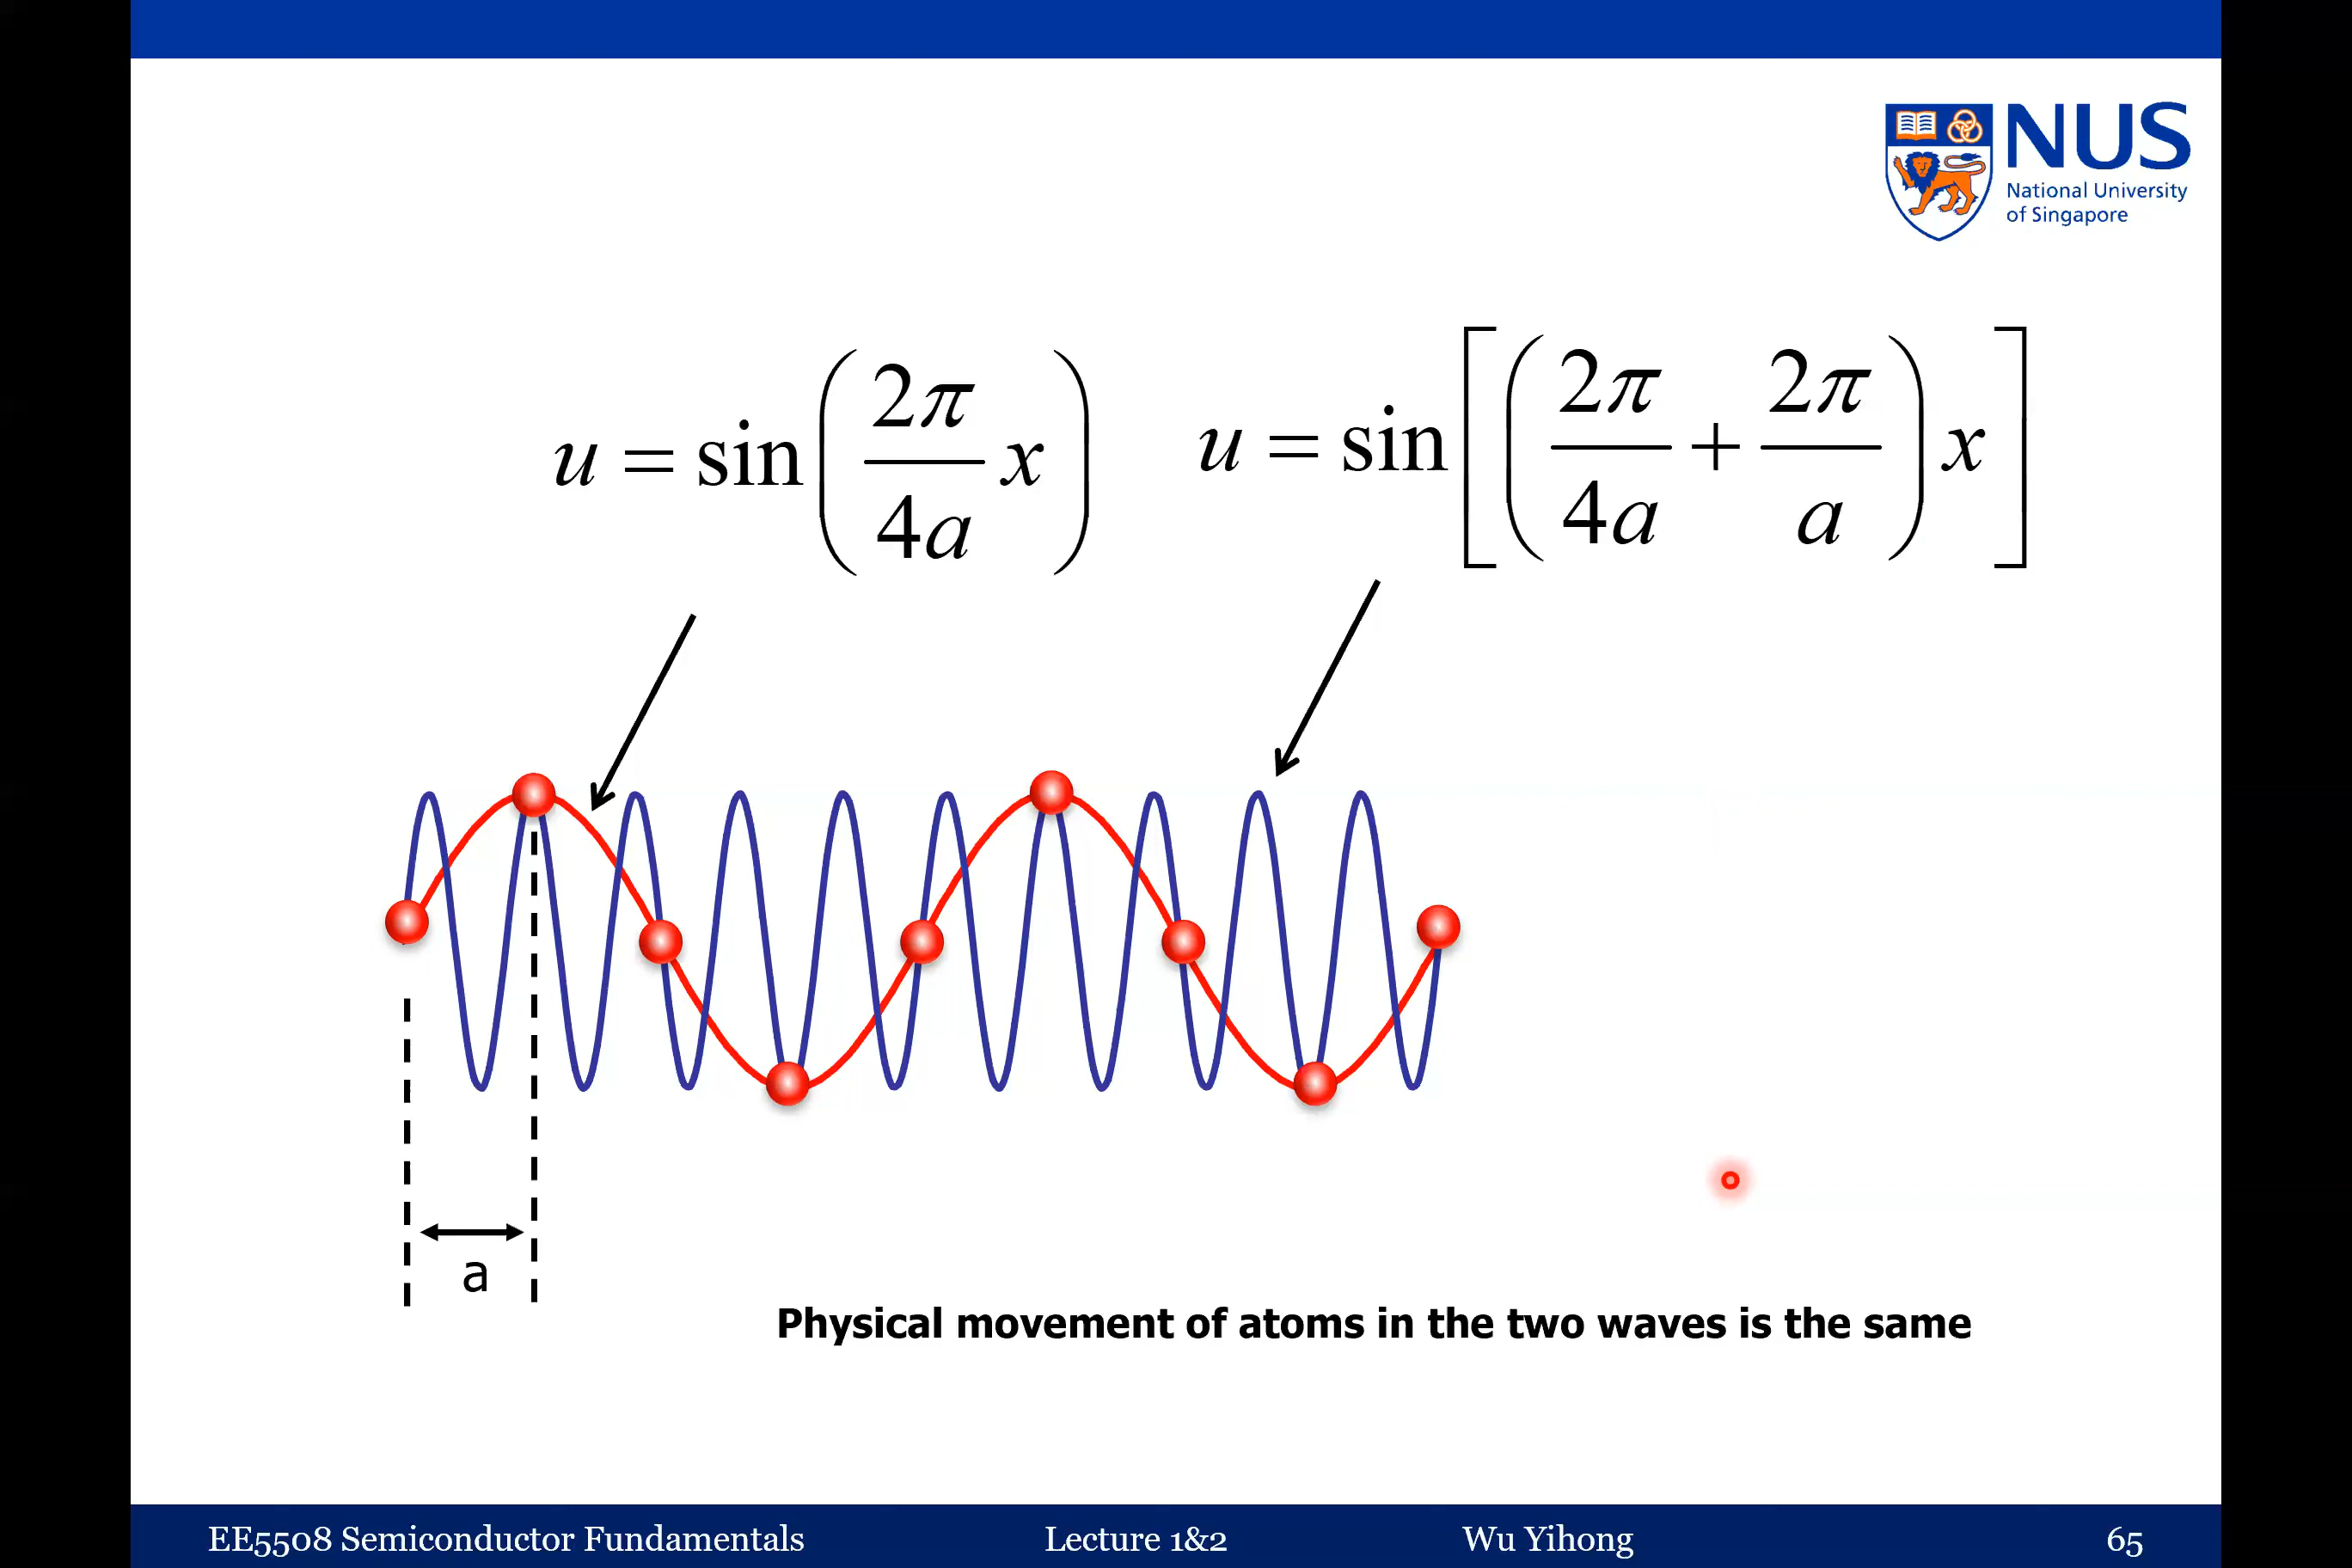 NUS
National University
of Singapore
u = sin(2π/4a x)
u = sin[(2π/4a + 2π/a)x]
a
Physical movement of atoms in the two waves is the same
EE5508 Semiconductor Fundamentals
Lecture 1&2
Wu Yihong
65